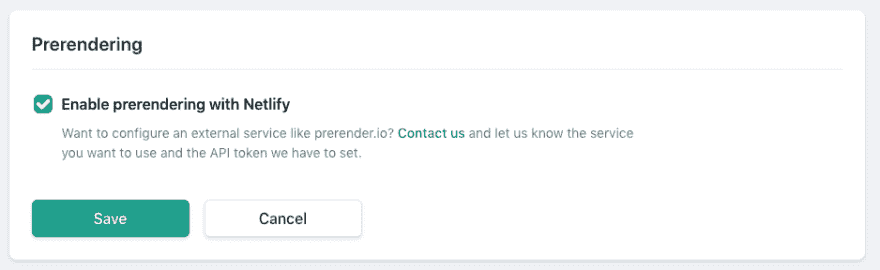 Prerendering
Enable prerendering with Netlify
Want to configure an external service like prerender.io? Contact us and let us know the service
you want to use and the API token we have to set.
Save
Cancel